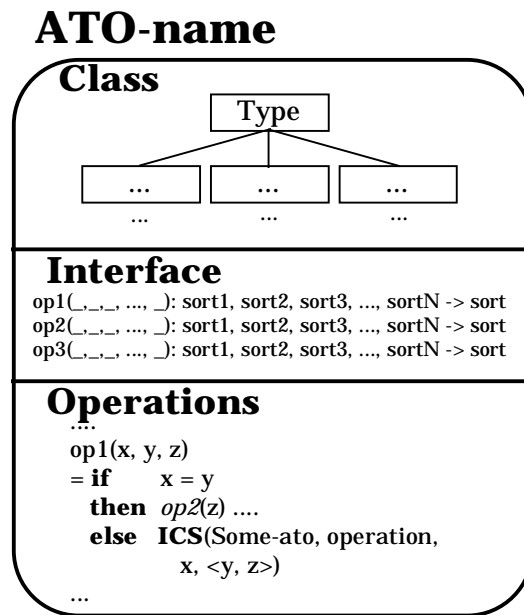 ATO-name
Class
Type
... ... ...
... ... ...
Interface
op1(_,_,_, ..., _): sort1, sort2, sort3, ..., sortN -> sort
op2(_,_,_, ..., _): sort1, sort2, sort3, ..., sortN -> sort
op3(_,_,_, ..., _): sort1, sort2, sort3, ..., sortN -> sort
Operations
....
op1(x, y, z)
= if x = y
then op2(z) ....
else ICS(Some-ato, operation,
x, <y, z>)
...